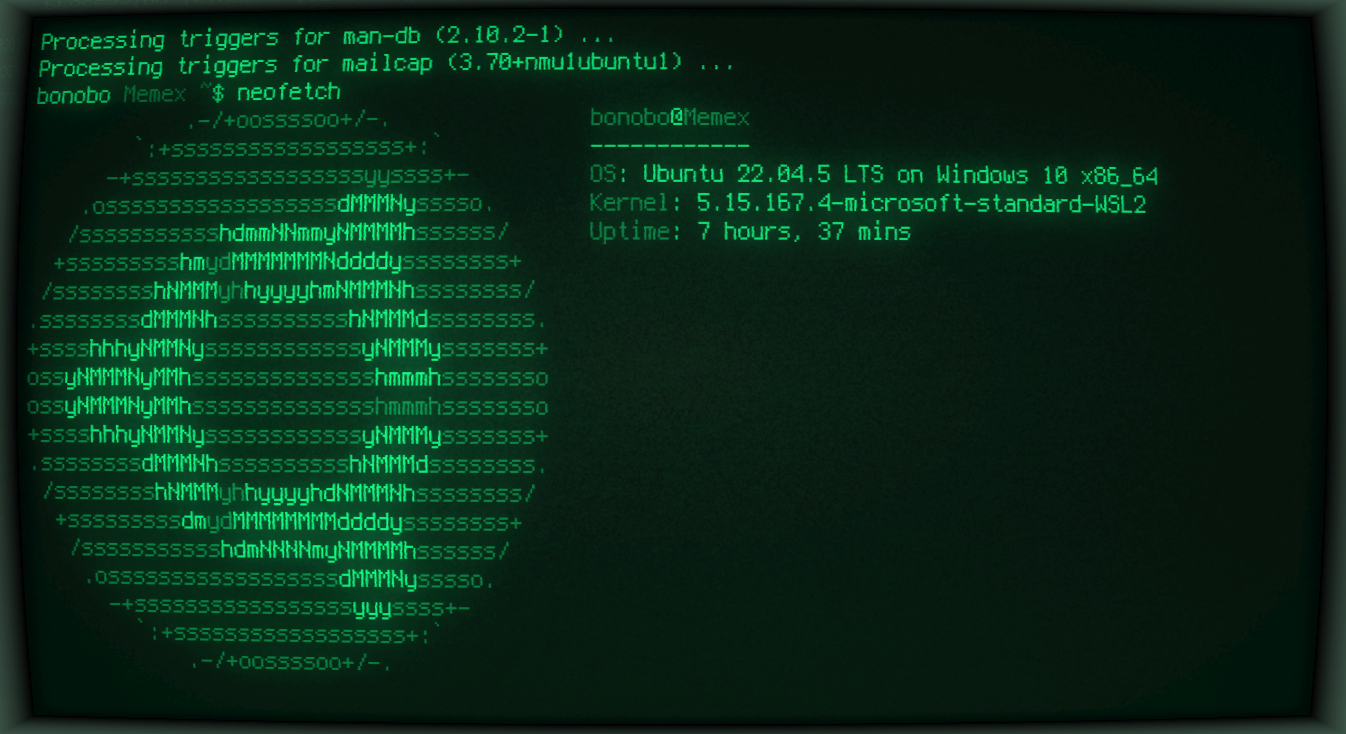 Processing triggers for man-db (2.10.2-1) ...
Processing triggers for mailcap (3.70+nmu1ubuntu1) ...
bonobo Memex ~$ neofetch
.-/+oossssoo+/-.
`:+ssssssssssssssssss+:`
-+ssssssssssssssssssyyssss+-
.ossssssssssssssssssdMMMNysssso.
/ssssssssssshdmmNNmmyNMMMMhssssss/
+ssssssssshmydMMMMMMMNddddyssssssss+
/sssssssshNMMMyhhyyyyhmNMMMNhssssssss/
.ssssssssdMMMNhsssssssssshNMMMdssssssss.
+sssshhhyNMMNyssssssssssssyNMMMysssssss+
ossyNMMMNyMMhsssssssssssssshmmmhssssssso
ossyNMMMNyMMhsssssssssssssshmmmhssssssso
+sssshhhyNMMNyssssssssssssyNMMMysssssss+
.ssssssssdMMMNhsssssssssshNMMMdssssssss.
/sssssssshNMMMyhhyyyyhdNMMMNhssssssss/
+sssssssssdmydMMMMMMMMddddyssssssss+
/ssssssssssshdmNNNNmyNMMMMhssssss/
.ossssssssssssssssssdMMMNysssso.
-+sssssssssssssssssyyyssss+-
`:+ssssssssssssssssss+:`
.-/+oossssoo+/-.
bonobo@Memex
------------
OS: Ubuntu 22.04.5 LTS on Windows 10 x86_64
Kernel: 5.15.167.4-microsoft-standard-WSL2
Uptime: 7 hours, 37 mins